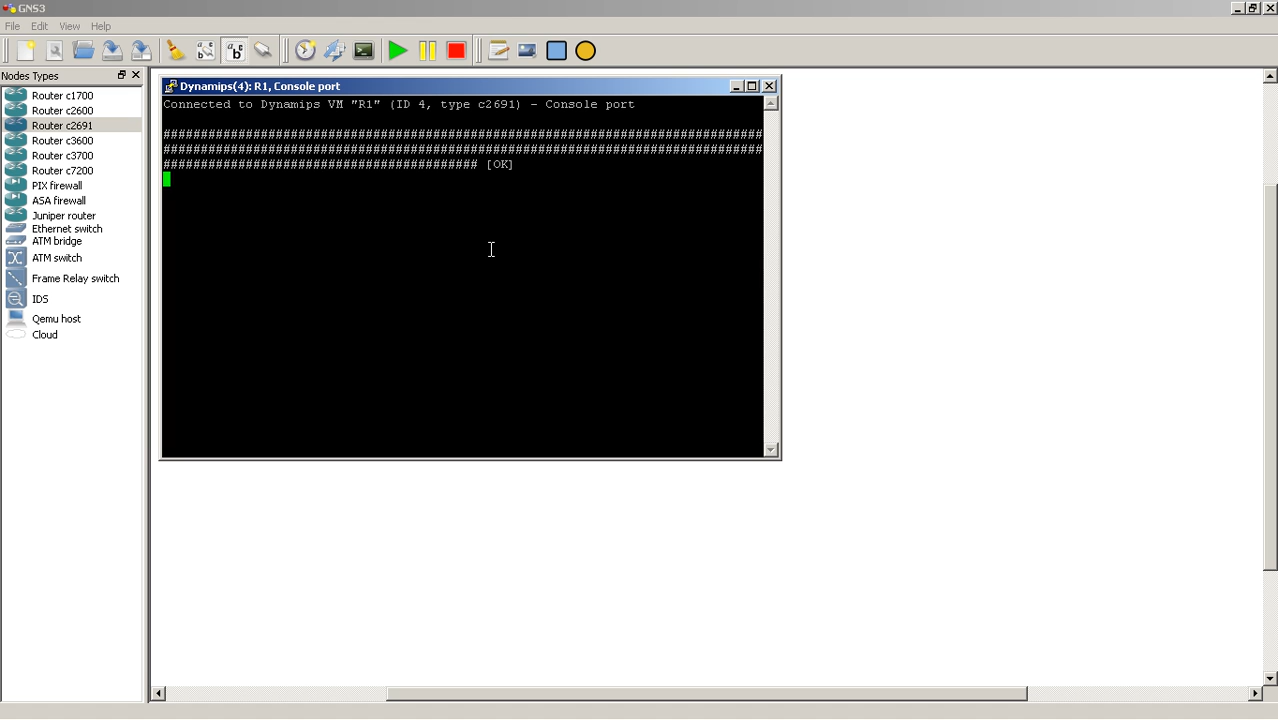 GNS3
File Edit View Help
Nodes Types
Router c1700
Router c2600
Router c2691
Router c3600
Router c3700
Router c7200
PIX firewall
ASA firewall
Juniper router
Ethernet switch
ATM bridge
ATM switch
Frame Relay switch
IDS
Qemu host
Cloud
Dynamips(4): R1, Console port
Connected to Dynamips VM "R1" (ID 4, type c2691) - Console port
################################################################################
################################################################################
########################################## [OK]